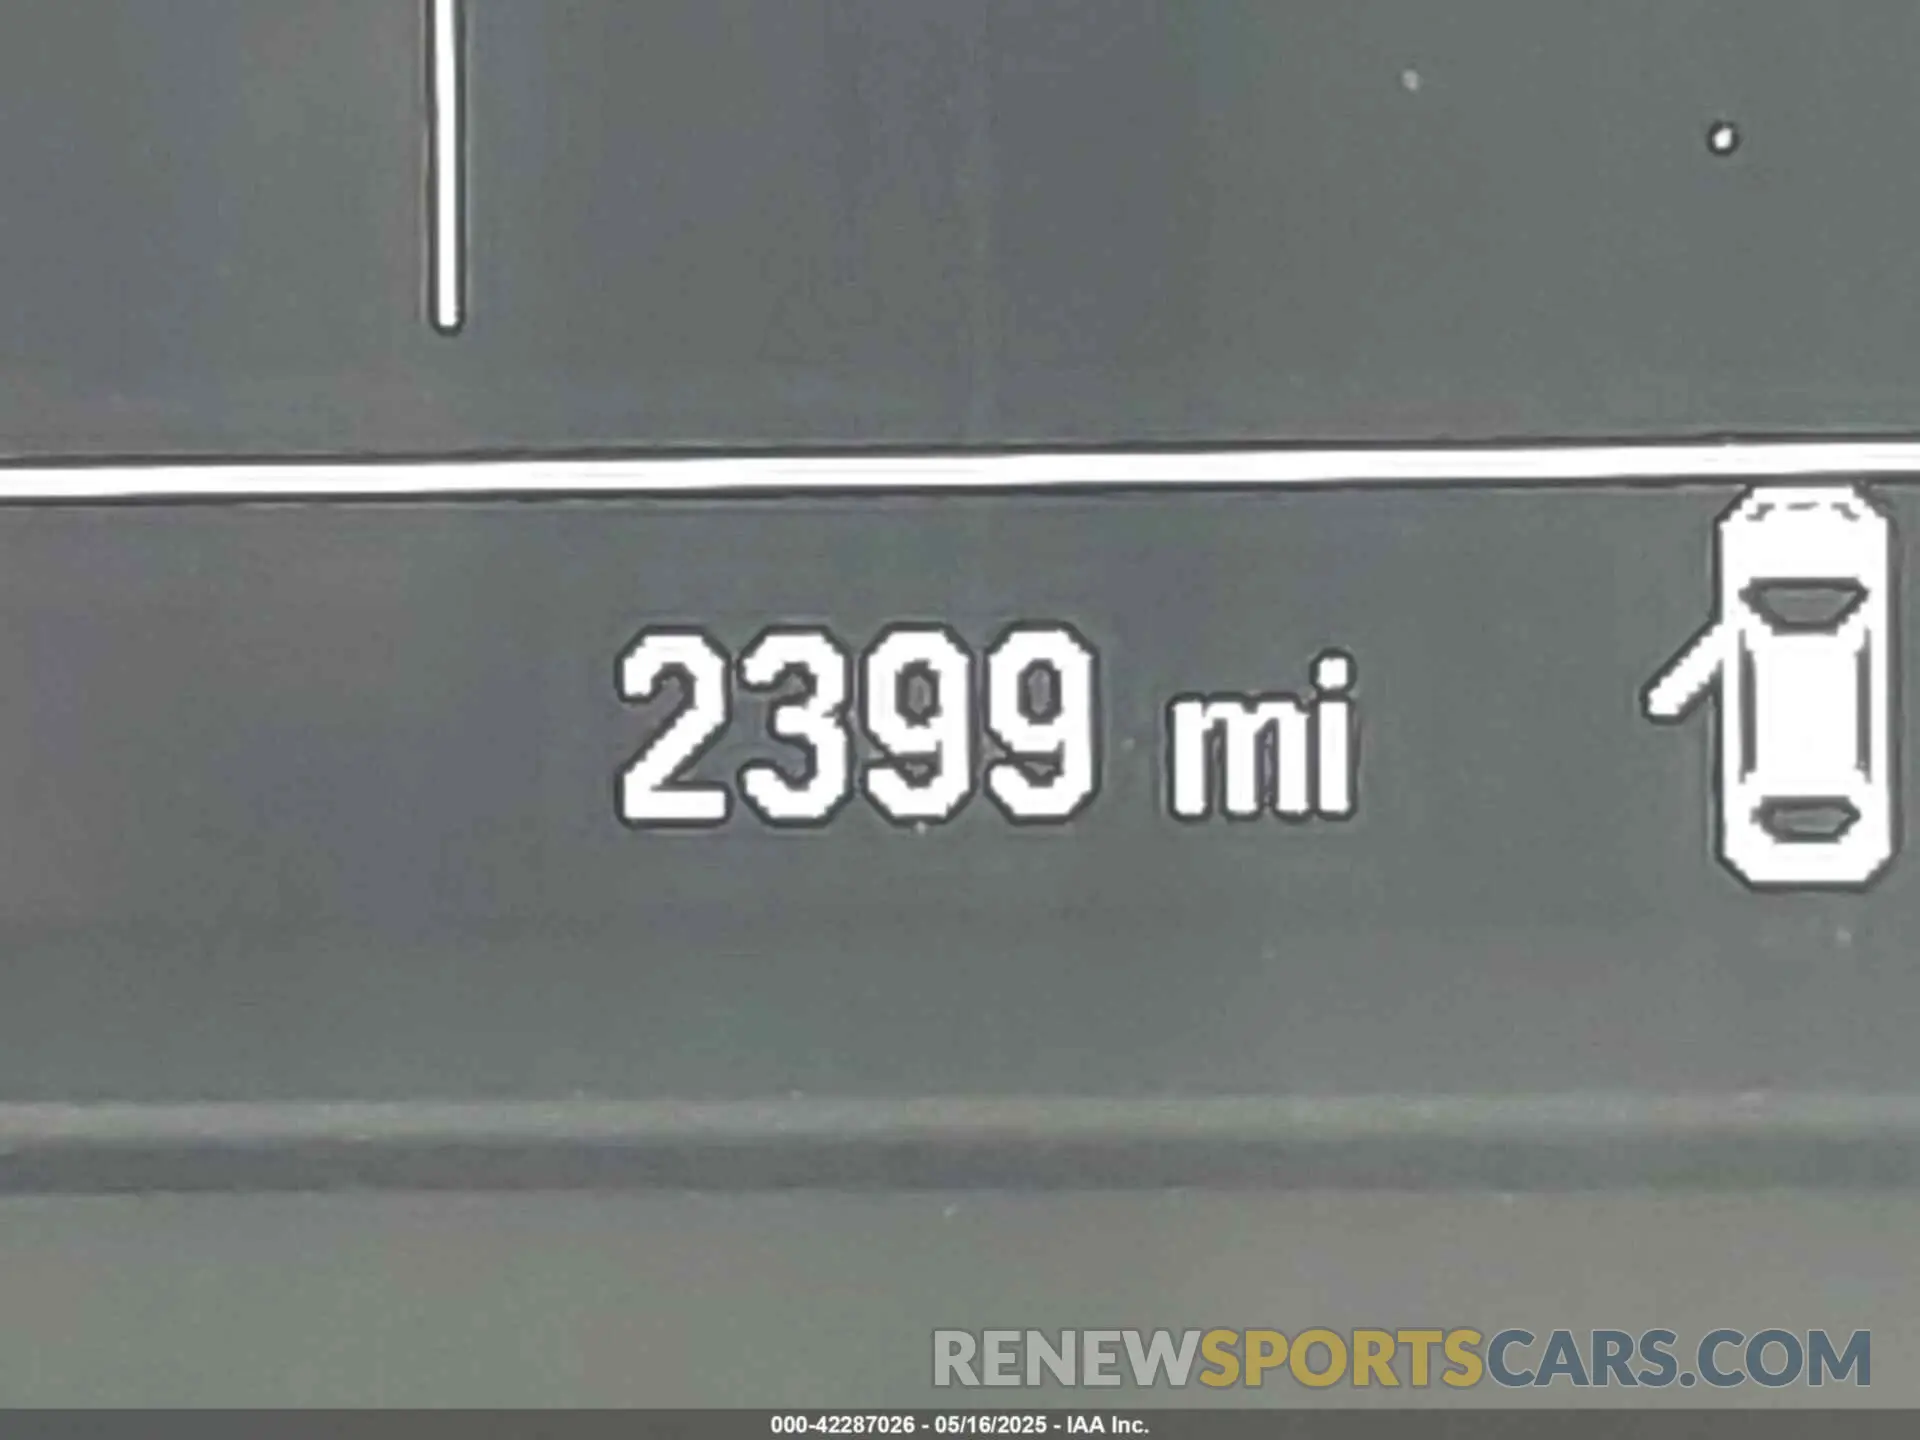 2399 mi
RENEWSPORTSCARS.COM
000-42287026 - 05/16/2025 - IAA Inc.